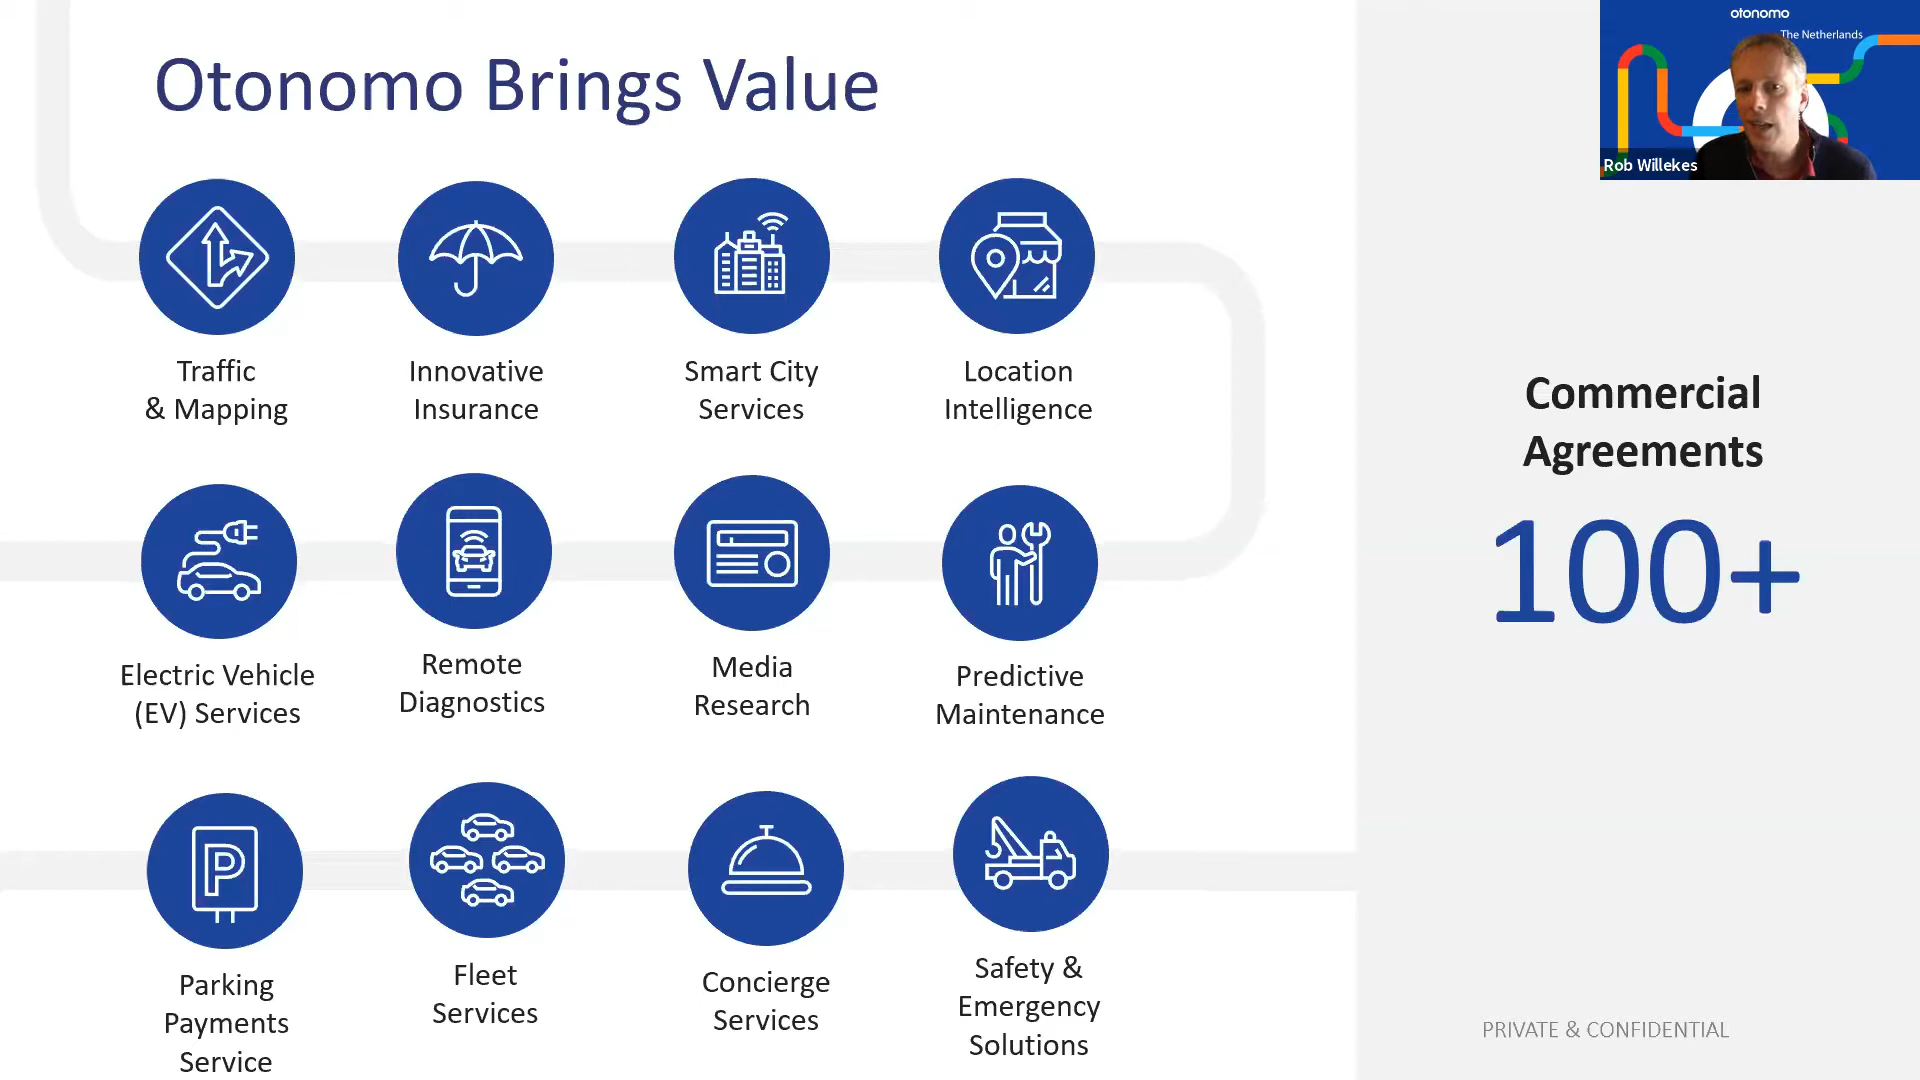 Otonomo Brings Value
otonomo
The Netherlands
Rob Willekes
Traffic
& Mapping
Innovative
Insurance
Smart City
Services
Location
Intelligence
Electric Vehicle
(EV) Services
Remote
Diagnostics
Media
Research
Predictive
Maintenance
P
Parking
Payments
Service
Fleet
Services
Concierge
Services
Safety &
Emergency
Solutions
Commercial
Agreements
100+
PRIVATE & CONFIDENTIAL